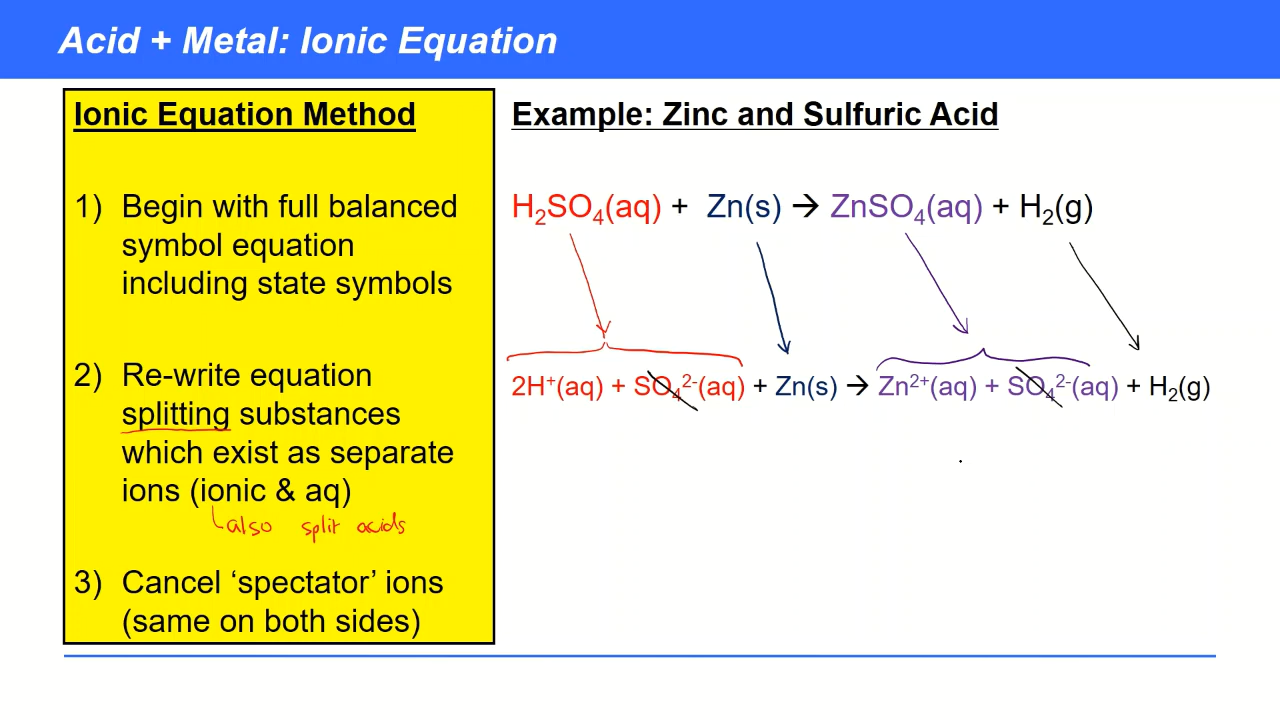 Acid + Metal: Ionic Equation
Ionic Equation Method
1) Begin with full balanced
symbol equation
including state symbols
2) Re-write equation
splitting substances
which exist as separate
ions (ionic & aq)
also split acids
3) Cancel ‘spectator’ ions
(same on both sides)
Example: Zinc and Sulfuric Acid
H₂SO₄(aq) + Zn(s) → ZnSO₄(aq) + H₂(g)
2H⁺(aq) + SO₄²⁻(aq) + Zn(s) → Zn²⁺(aq) + SO₄²⁻(aq) + H₂(g)